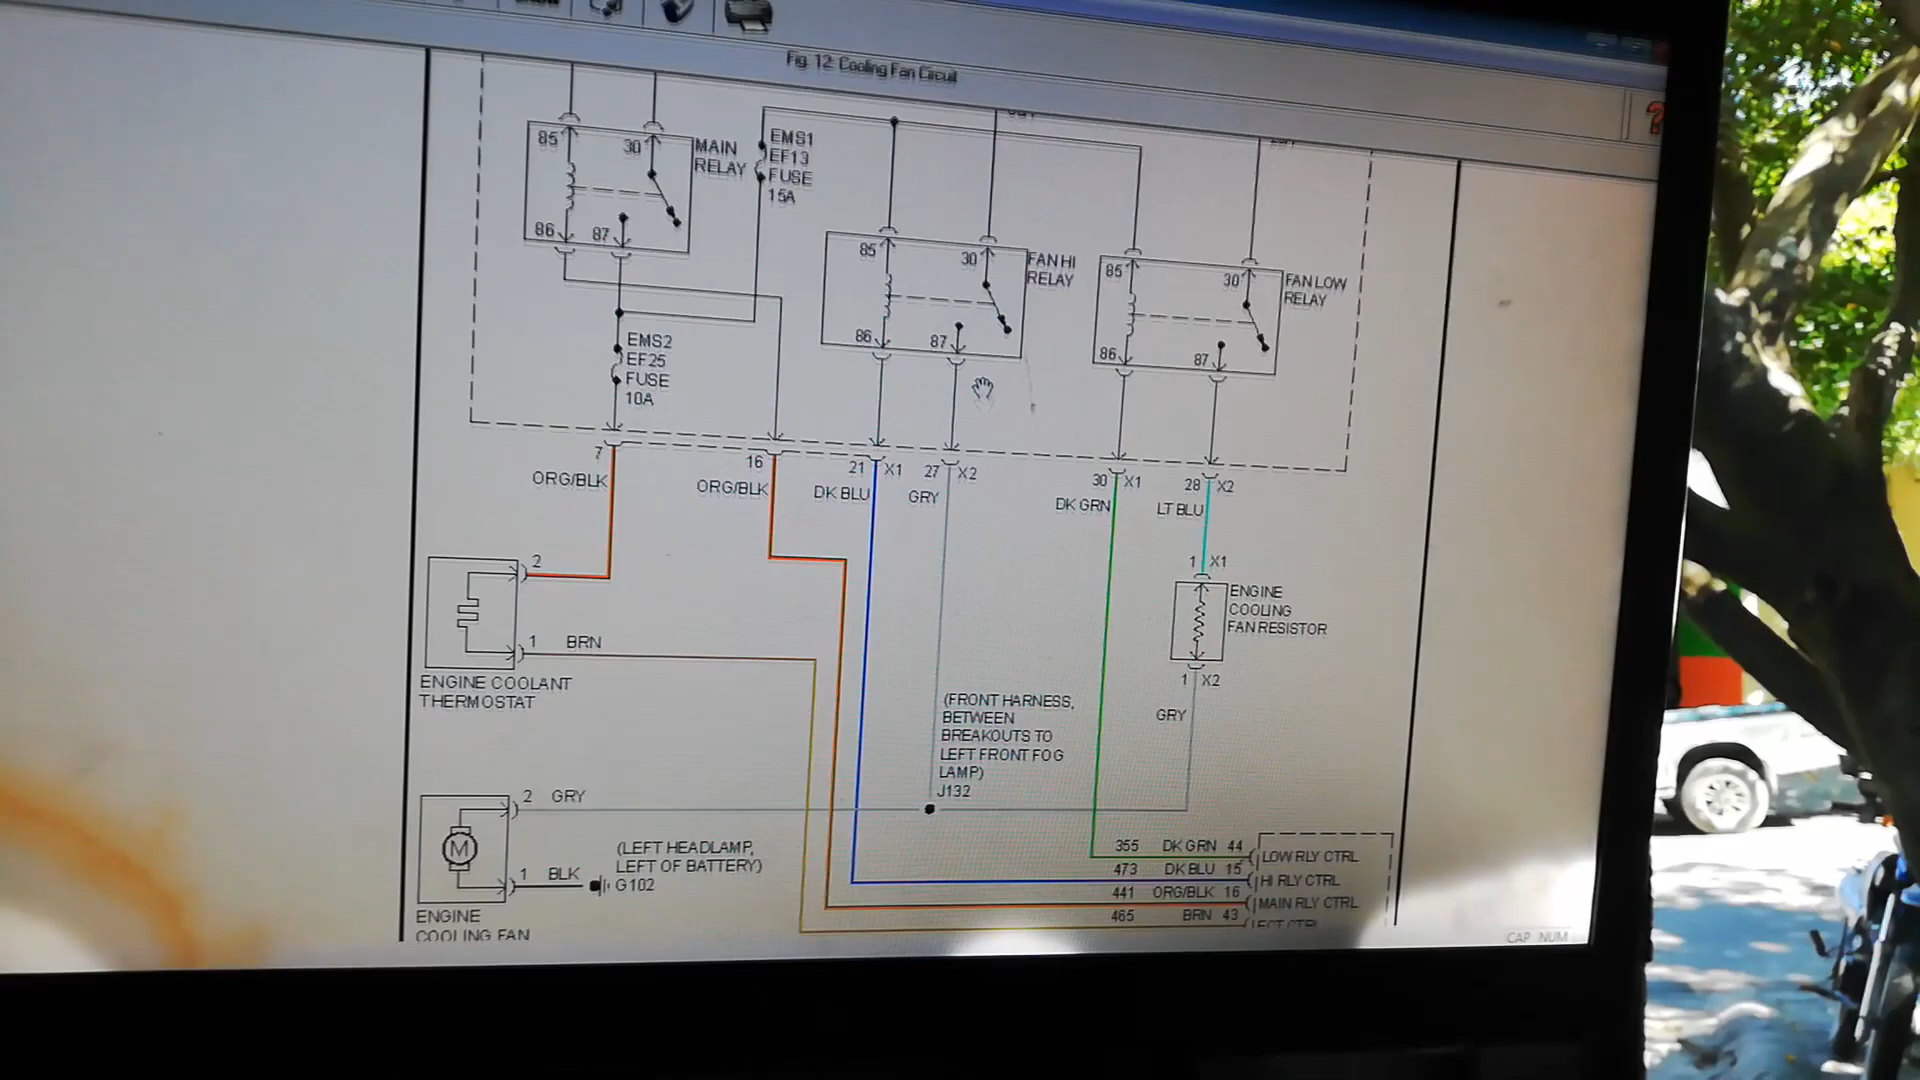 Fig. 12: Cooling Fan Circuit
85
30
MAIN
RELAY
86
87
EMS1
EF13
FUSE
15A
85
30
FAN HI
RELAY
86
87
85
30
FAN LOW
RELAY
86
87
EMS2
EF25
FUSE
10A
7
ORG/BLK
16
ORG/BLK
21 X1
DK BLU
27 X2
GRY
30 X1
DK GRN
28 X2
LT BLU
2
1 BRN
ENGINE COOLANT
THERMOSTAT
1 X1
ENGINE
COOLING
FAN RESISTOR
1 X2
GRY
(FRONT HARNESS,
BETWEEN
BREAKOUTS TO
LEFT FRONT FOG
LAMP)
J132
2 GRY
M
1 BLK
(LEFT HEADLAMP,
LEFT OF BATTERY)
G102
ENGINE
COOLING FAN
355 DK GRN 44 LOW RLY CTRL
473 DK BLU 15 HI RLY CTRL
441 ORG/BLK 16 MAIN RLY CTRL
465 BRN 43 ECT CTRL
CAP NUM